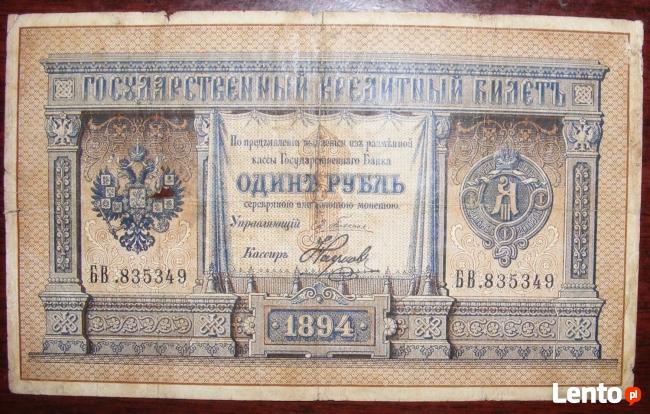 ГОСУДАРСТВЕННЫЙ КРЕДИТНЫЙ БИЛЕТЪ
По предъявленіи выдается изъ размѣнной
кассы Государственнаго Банка
ОДИНЪ РУБЛЬ
серебряною или золотою монетою.
Управляющій
Кассиръ
БВ.835349
БВ.835349
1894
Lento.pl